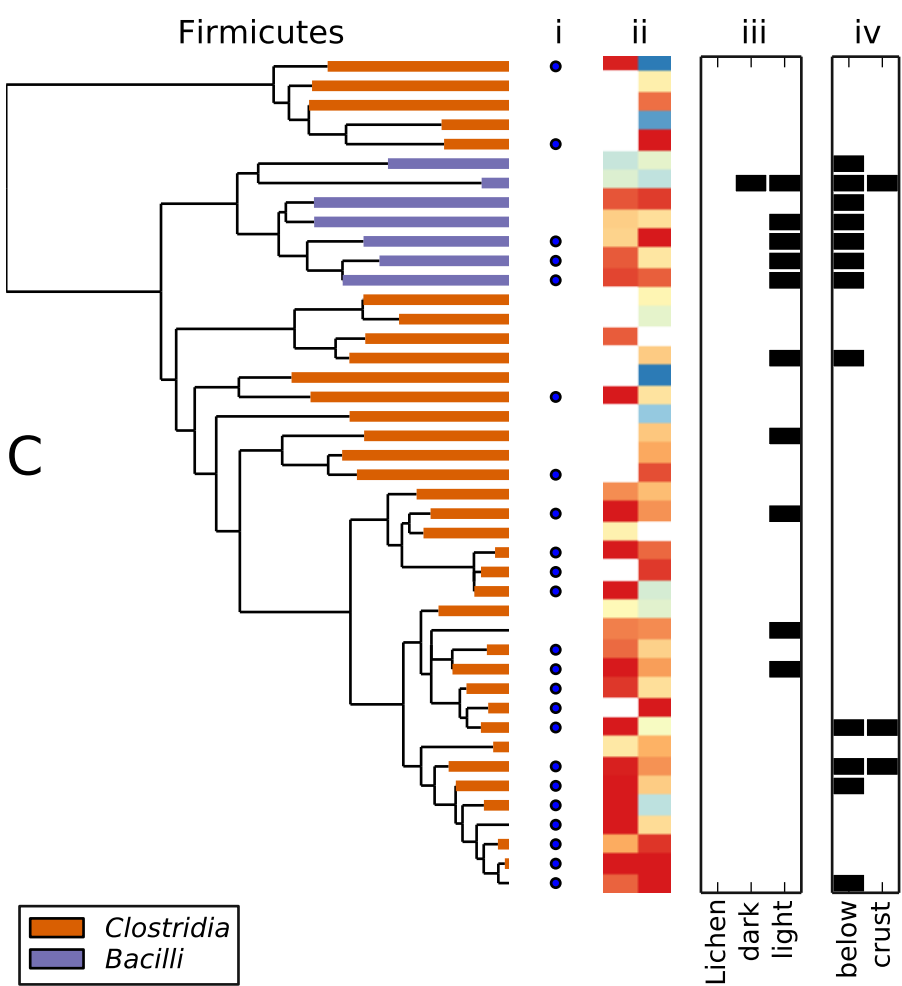 Firmicutes i ii iii iv
C
Clostridia
Bacilli
Lichen
dark
light
below
crust